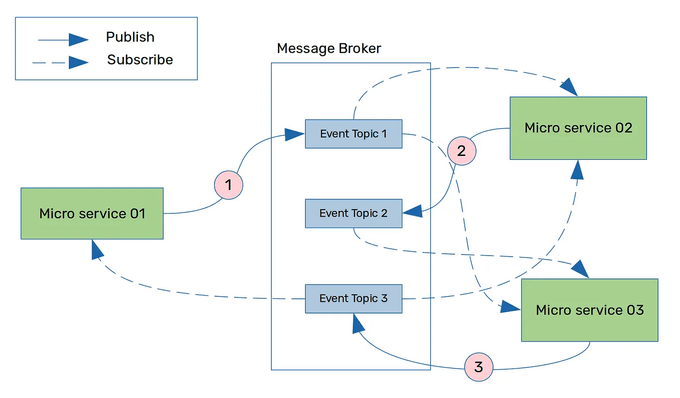 Publish
Subscribe
Message Broker
Event Topic 1
Micro service 02
2
1
Micro service 01
Event Topic 2
Event Topic 3
Micro service 03
3